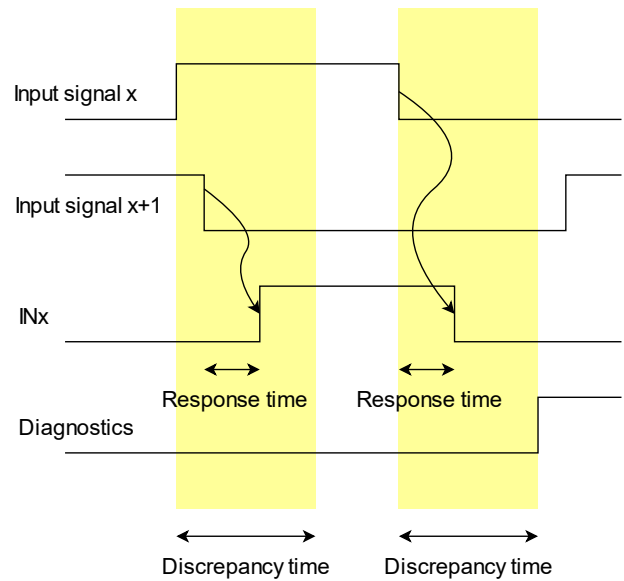 Input signal x
Input signal x+1
INx
Response time
Response time
Diagnostics
Discrepancy time
Discrepancy time